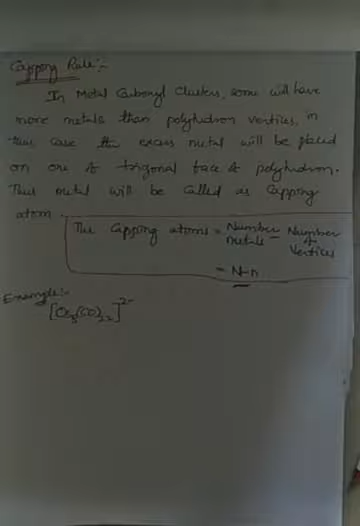 Capping Rule:-
In Metal Carbonyl Clusters, some will have
more metals than polyhedron vertices, in
this case the excess metal will be placed
on one of trigonal face of polyhedron.
This metal will be called as Capping
atom.
The Capping atoms = Number of metals - Number of Vertices
= N-n
Example:-
[Os8(CO)22]2-